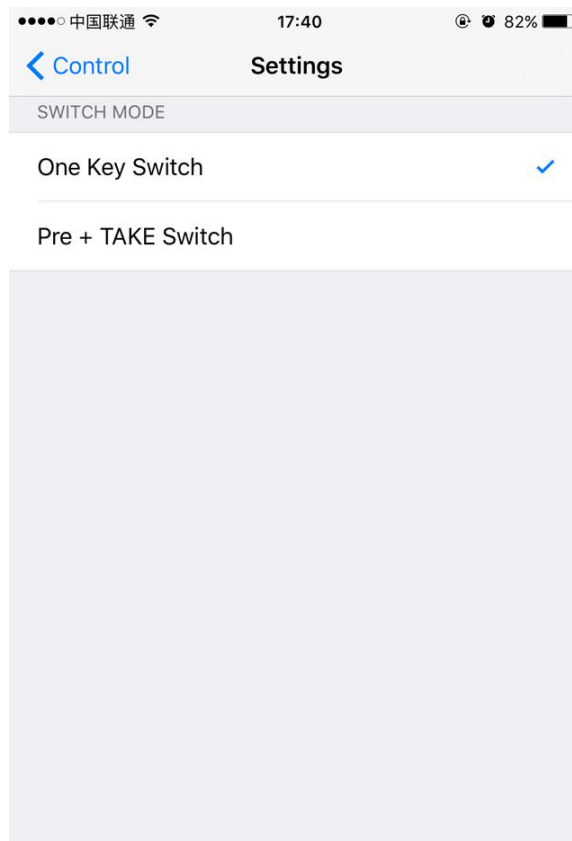 中国联通 17:40 82%
Control Settings
SWITCH MODE
One Key Switch
Pre + TAKE Switch